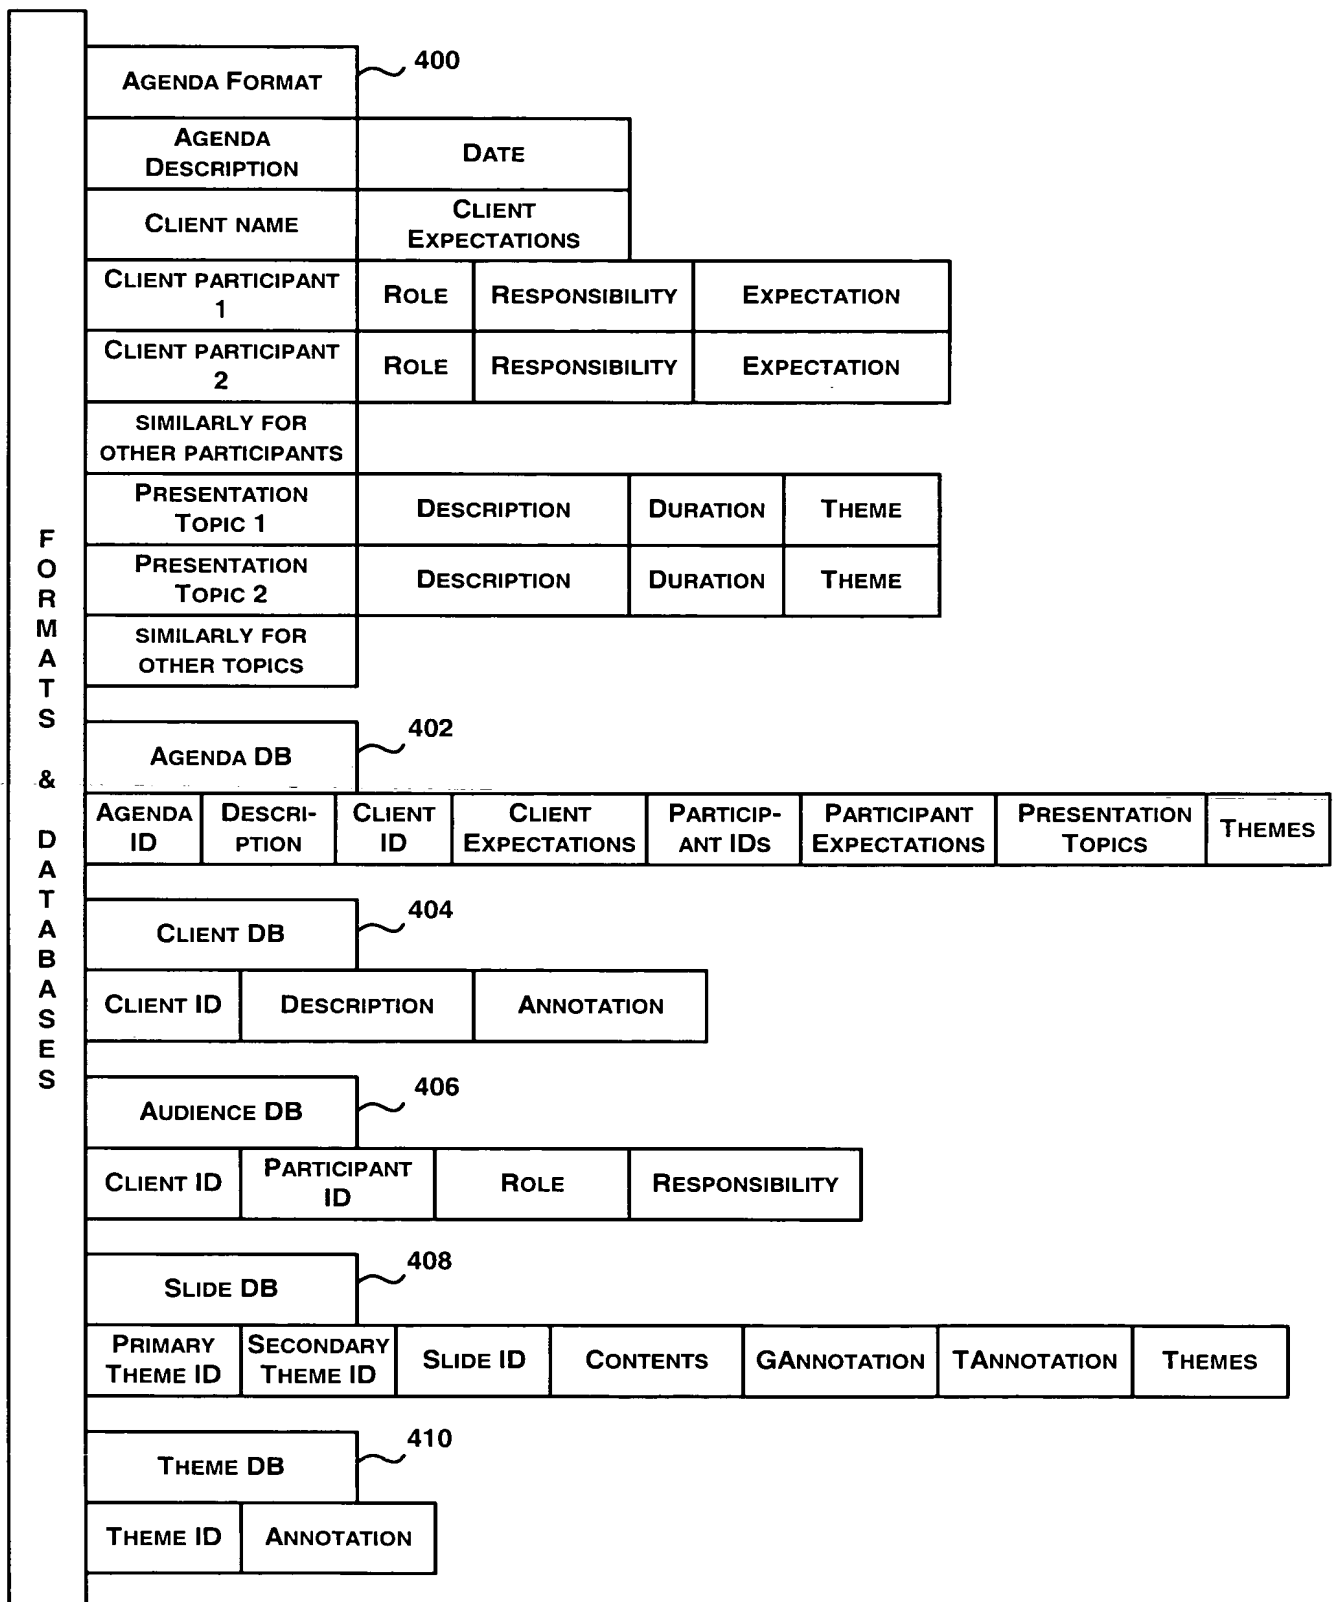 FORMATS & DATABASES
AGENDA FORMAT
400
AGENDA
DESCRIPTION
DATE
CLIENT NAME
CLIENT
EXPECTATIONS
CLIENT PARTICIPANT
1
ROLE
RESPONSIBILITY
EXPECTATION
CLIENT PARTICIPANT
2
ROLE
RESPONSIBILITY
EXPECTATION
SIMILARLY FOR
OTHER PARTICIPANTS
PRESENTATION
TOPIC 1
DESCRIPTION
DURATION
THEME
PRESENTATION
TOPIC 2
DESCRIPTION
DURATION
THEME
SIMILARLY FOR
OTHER TOPICS
AGENDA DB
402
AGENDA
ID
DESCRI-
PTION
CLIENT
ID
CLIENT
EXPECTATIONS
PARTICIP-
ANT IDS
PARTICIPANT
EXPECTATIONS
PRESENTATION
TOPICS
THEMES
CLIENT DB
404
CLIENT ID
DESCRIPTION
ANNOTATION
AUDIENCE DB
406
CLIENT ID
PARTICIPANT
ID
ROLE
RESPONSIBILITY
SLIDE DB
408
PRIMARY
THEME ID
SECONDARY
THEME ID
SLIDE ID
CONTENTS
GANNOTATION
TANNOTATION
THEMES
THEME DB
410
THEME ID
ANNOTATION